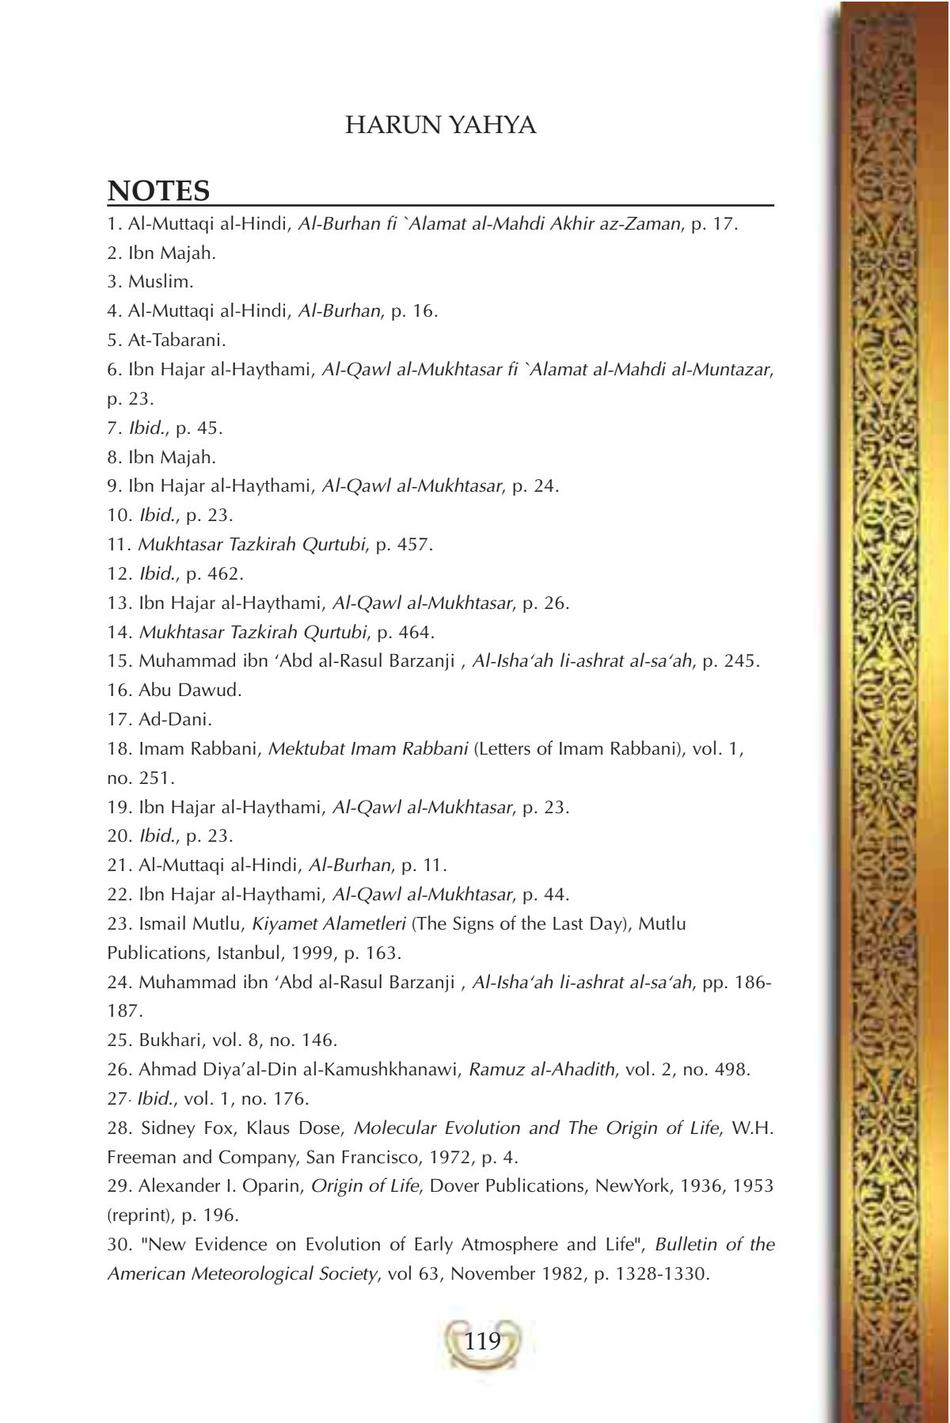 HARUN YAHYA
NOTES
1. Al-Muttaqi al-Hindi, Al-Burhan fi `Alamat al-Mahdi Akhir az-Zaman, p. 17.
2. Ibn Majah.
3. Muslim.
4. Al-Muttaqi al-Hindi, Al-Burhan, p. 16.
5. At-Tabarani.
6. Ibn Hajar al-Haythami, Al-Qawl al-Mukhtasar fi `Alamat al-Mahdi al-Muntazar,
p. 23.
7. Ibid., p. 45.
8. Ibn Majah.
9. Ibn Hajar al-Haythami, Al-Qawl al-Mukhtasar, p. 24.
10. Ibid., p. 23.
11. Mukhtasar Tazkirah Qurtubi, p. 457.
12. Ibid., p. 462.
13. Ibn Hajar al-Haythami, Al-Qawl al-Mukhtasar, p. 26.
14. Mukhtasar Tazkirah Qurtubi, p. 464.
15. Muhammad ibn ‘Abd al-Rasul Barzanji , Al-Isha‘ah li-ashrat al-sa‘ah, p. 245.
16. Abu Dawud.
17. Ad-Dani.
18. Imam Rabbani, Mektubat Imam Rabbani (Letters of Imam Rabbani), vol. 1,
no. 251.
19. Ibn Hajar al-Haythami, Al-Qawl al-Mukhtasar, p. 23.
20. Ibid., p. 23.
21. Al-Muttaqi al-Hindi, Al-Burhan, p. 11.
22. Ibn Hajar al-Haythami, Al-Qawl al-Mukhtasar, p. 44.
23. Ismail Mutlu, Kiyamet Alametleri (The Signs of the Last Day), Mutlu
Publications, Istanbul, 1999, p. 163.
24. Muhammad ibn ‘Abd al-Rasul Barzanji , Al-Isha‘ah li-ashrat al-sa‘ah, pp. 186-
187.
25. Bukhari, vol. 8, no. 146.
26. Ahmad Diya’al-Din al-Kamushkhanawi, Ramuz al-Ahadith, vol. 2, no. 498.
27. Ibid., vol. 1, no. 176.
28. Sidney Fox, Klaus Dose, Molecular Evolution and The Origin of Life, W.H.
Freeman and Company, San Francisco, 1972, p. 4.
29. Alexander I. Oparin, Origin of Life, Dover Publications, NewYork, 1936, 1953
(reprint), p. 196.
30. "New Evidence on Evolution of Early Atmosphere and Life", Bulletin of the
American Meteorological Society, vol 63, November 1982, p. 1328-1330.
119